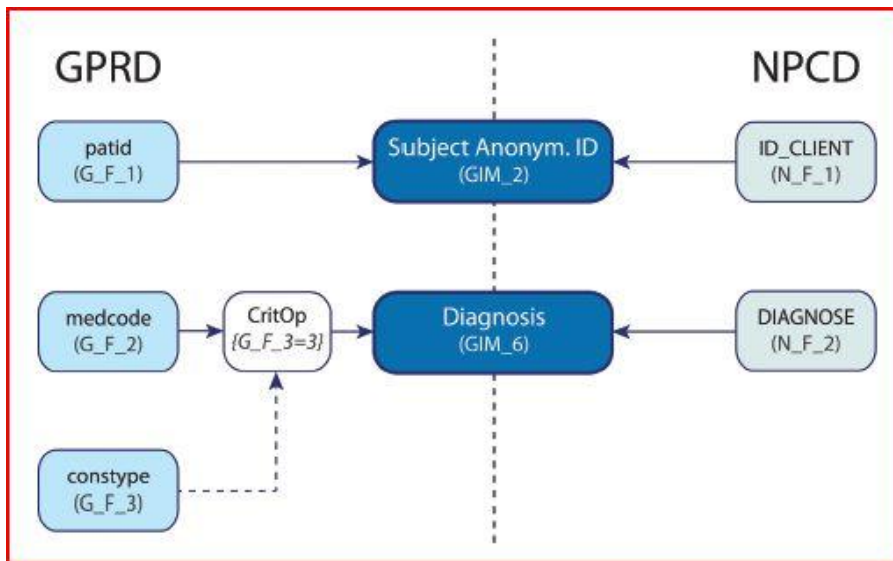 GPRD
NPCD
patid
(G_F_1)
Subject Anonym. ID
(GIM_2)
ID_CLIENT
(N_F_1)
medcode
(G_F_2)
CritOp
{G_F_3=3}
Diagnosis
(GIM_6)
DIAGNOSE
(N_F_2)
constype
(G_F_3)